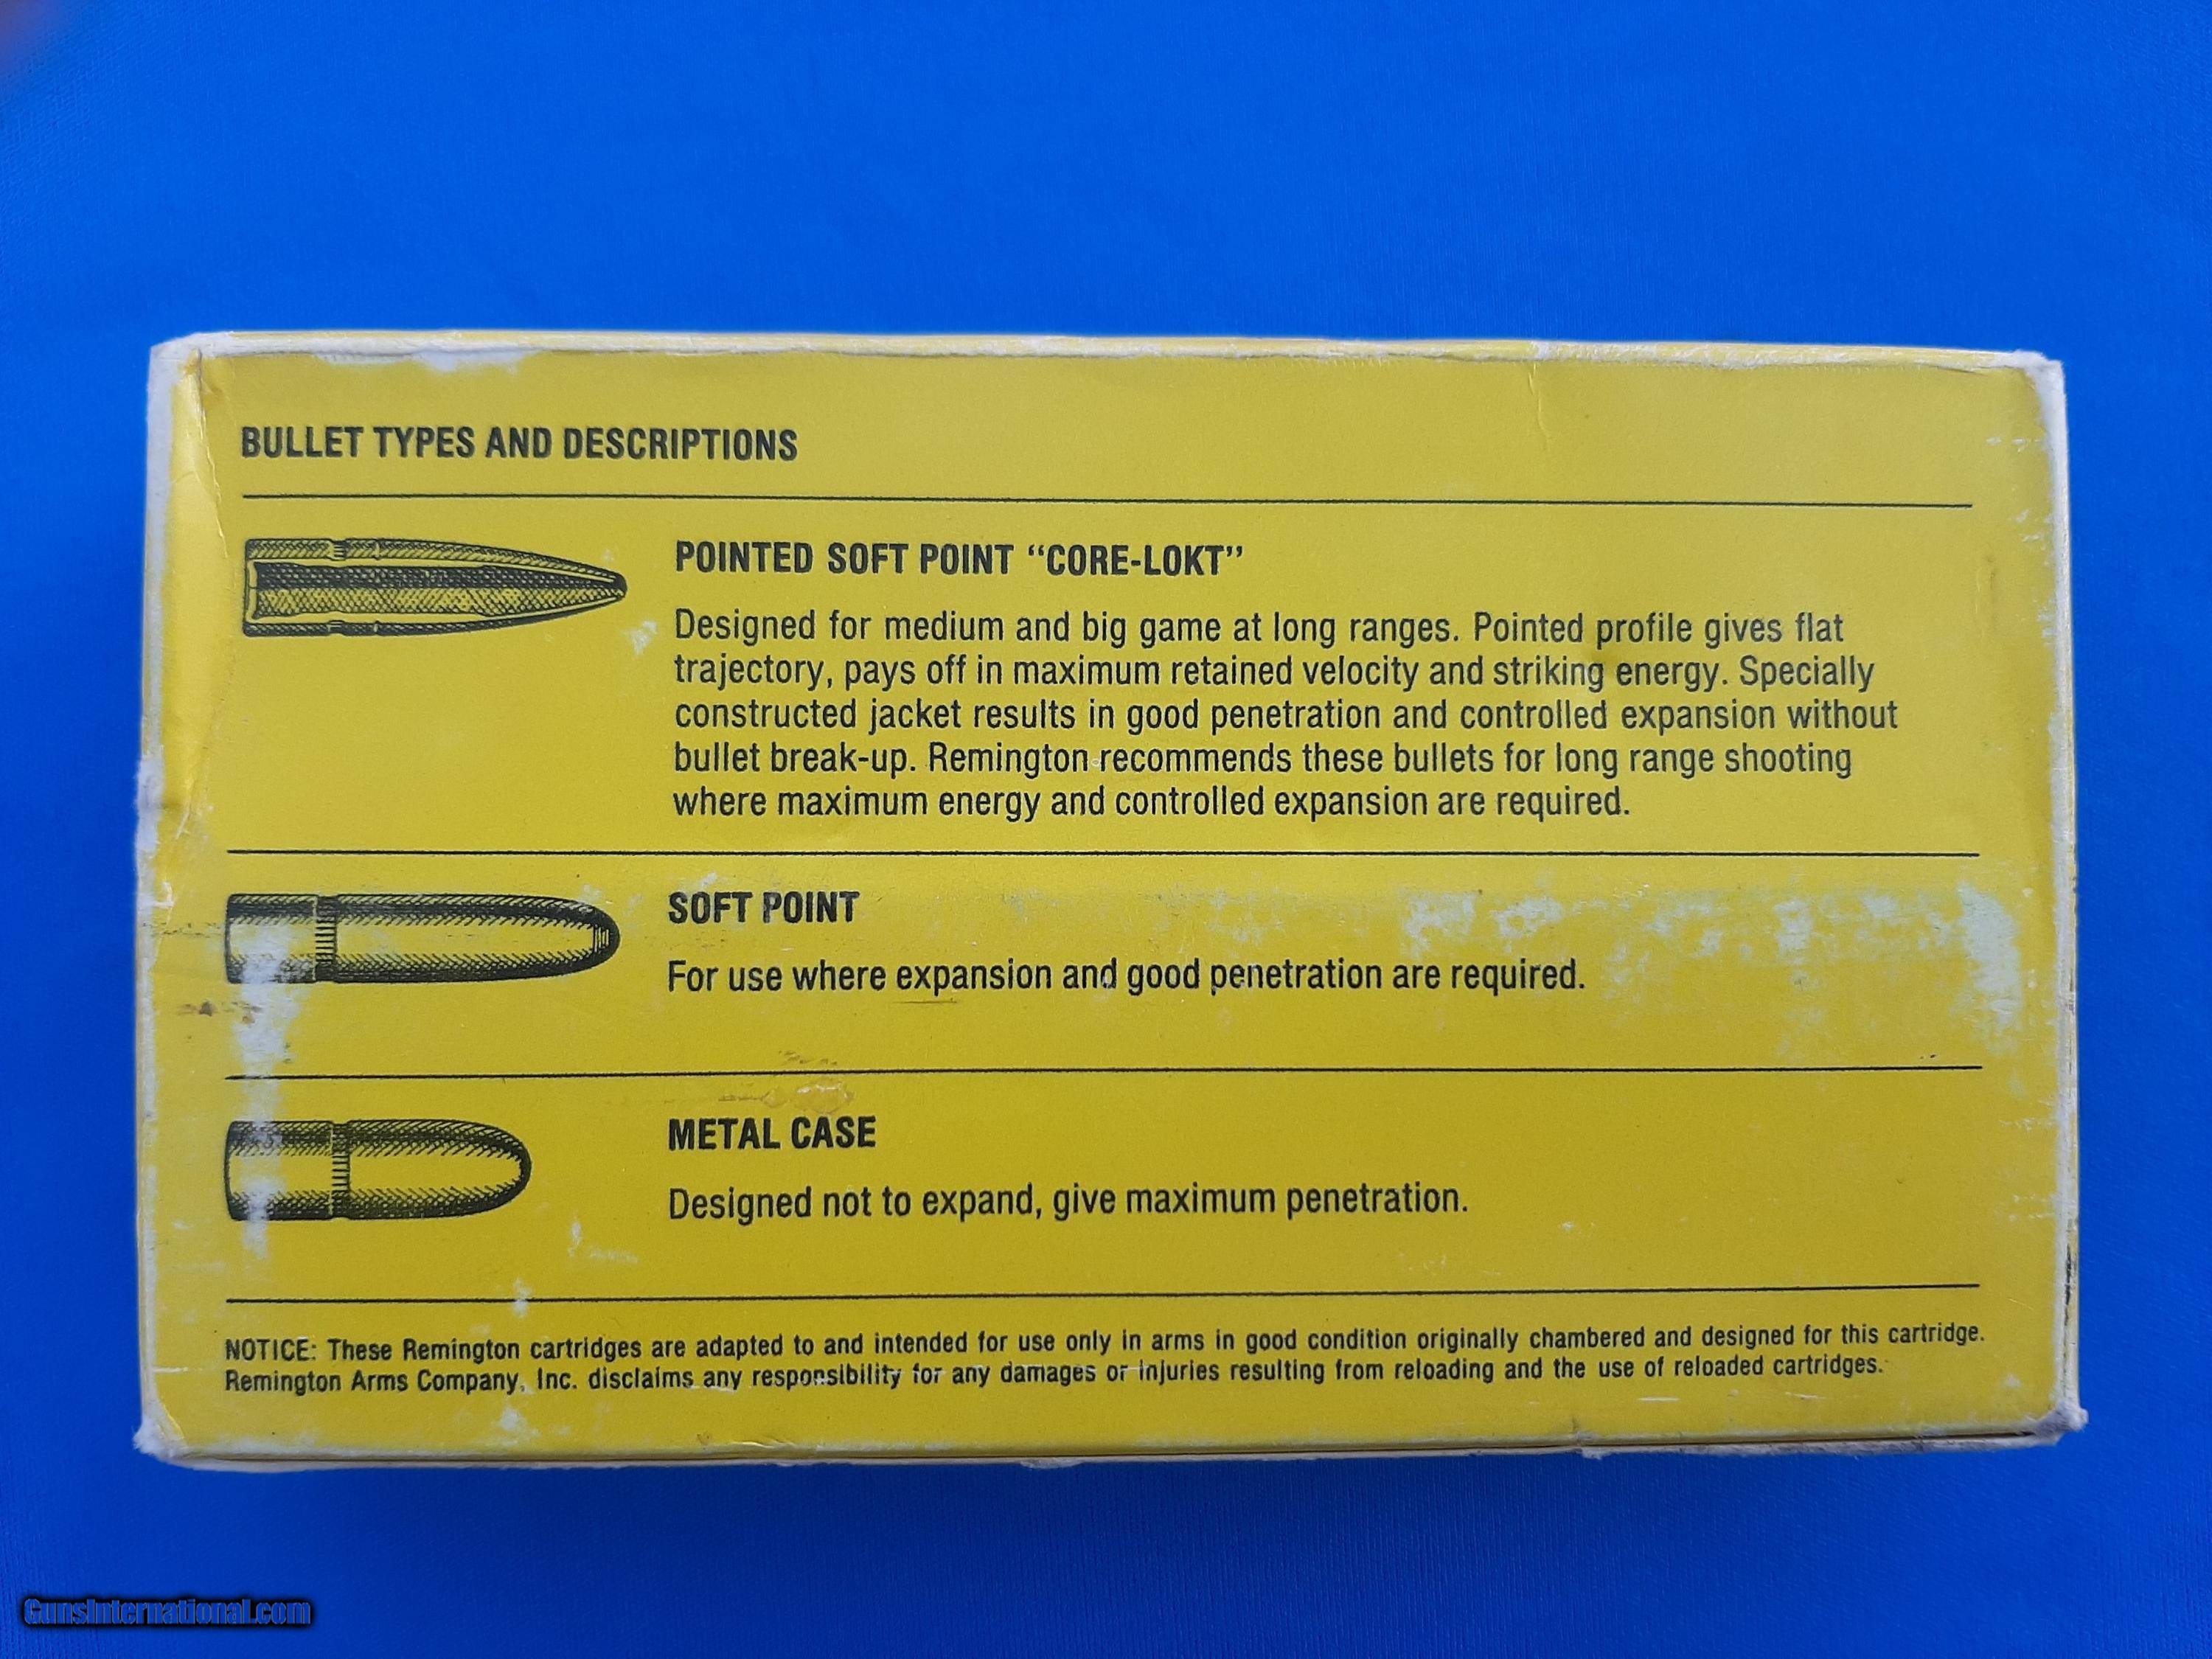 BULLET TYPES AND DESCRIPTIONS
POINTED SOFT POINT “CORE-LOKT”
Designed for medium and big game at long ranges. Pointed profile gives flat
trajectory, pays off in maximum retained velocity and striking energy. Specially
constructed jacket results in good penetration and controlled expansion without
bullet break-up. Remington recommends these bullets for long range shooting
where maximum energy and controlled expansion are required.
SOFT POINT
For use where expansion and good penetration are required.
METAL CASE
Designed not to expand, give maximum penetration.
NOTICE: These Remington cartridges are adapted to and intended for use only in arms in good condition originally chambered and designed for this cartridge.
Remington Arms Company, Inc. disclaims any responsibility for any damages or injuries resulting from reloading and the use of reloaded cartridges.
GunsInternational.com